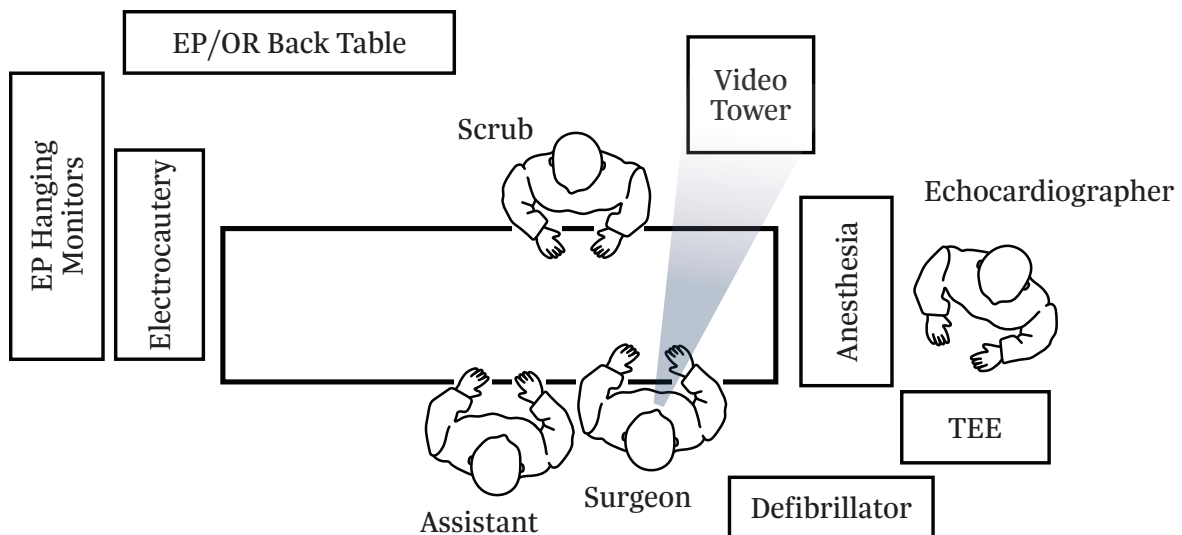 EP/OR Back Table
Video
Tower
Scrub
EP Hanging
Monitors
Electrocautery
Echocardiographer
Anesthesia
TEE
Surgeon
Defibrillator
Assistant